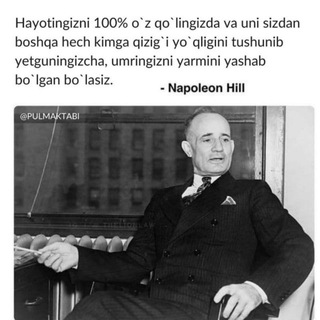 Hayotingizni 100% o`z qo`lingizda va uni sizdan
boshqa hech kimga qizig`i yo`qligini tushunib
yetguningizcha, umringizni yarmini yashab
bo`lgan bo`lasiz.
- Napoleon Hill
@PULMAKTABI